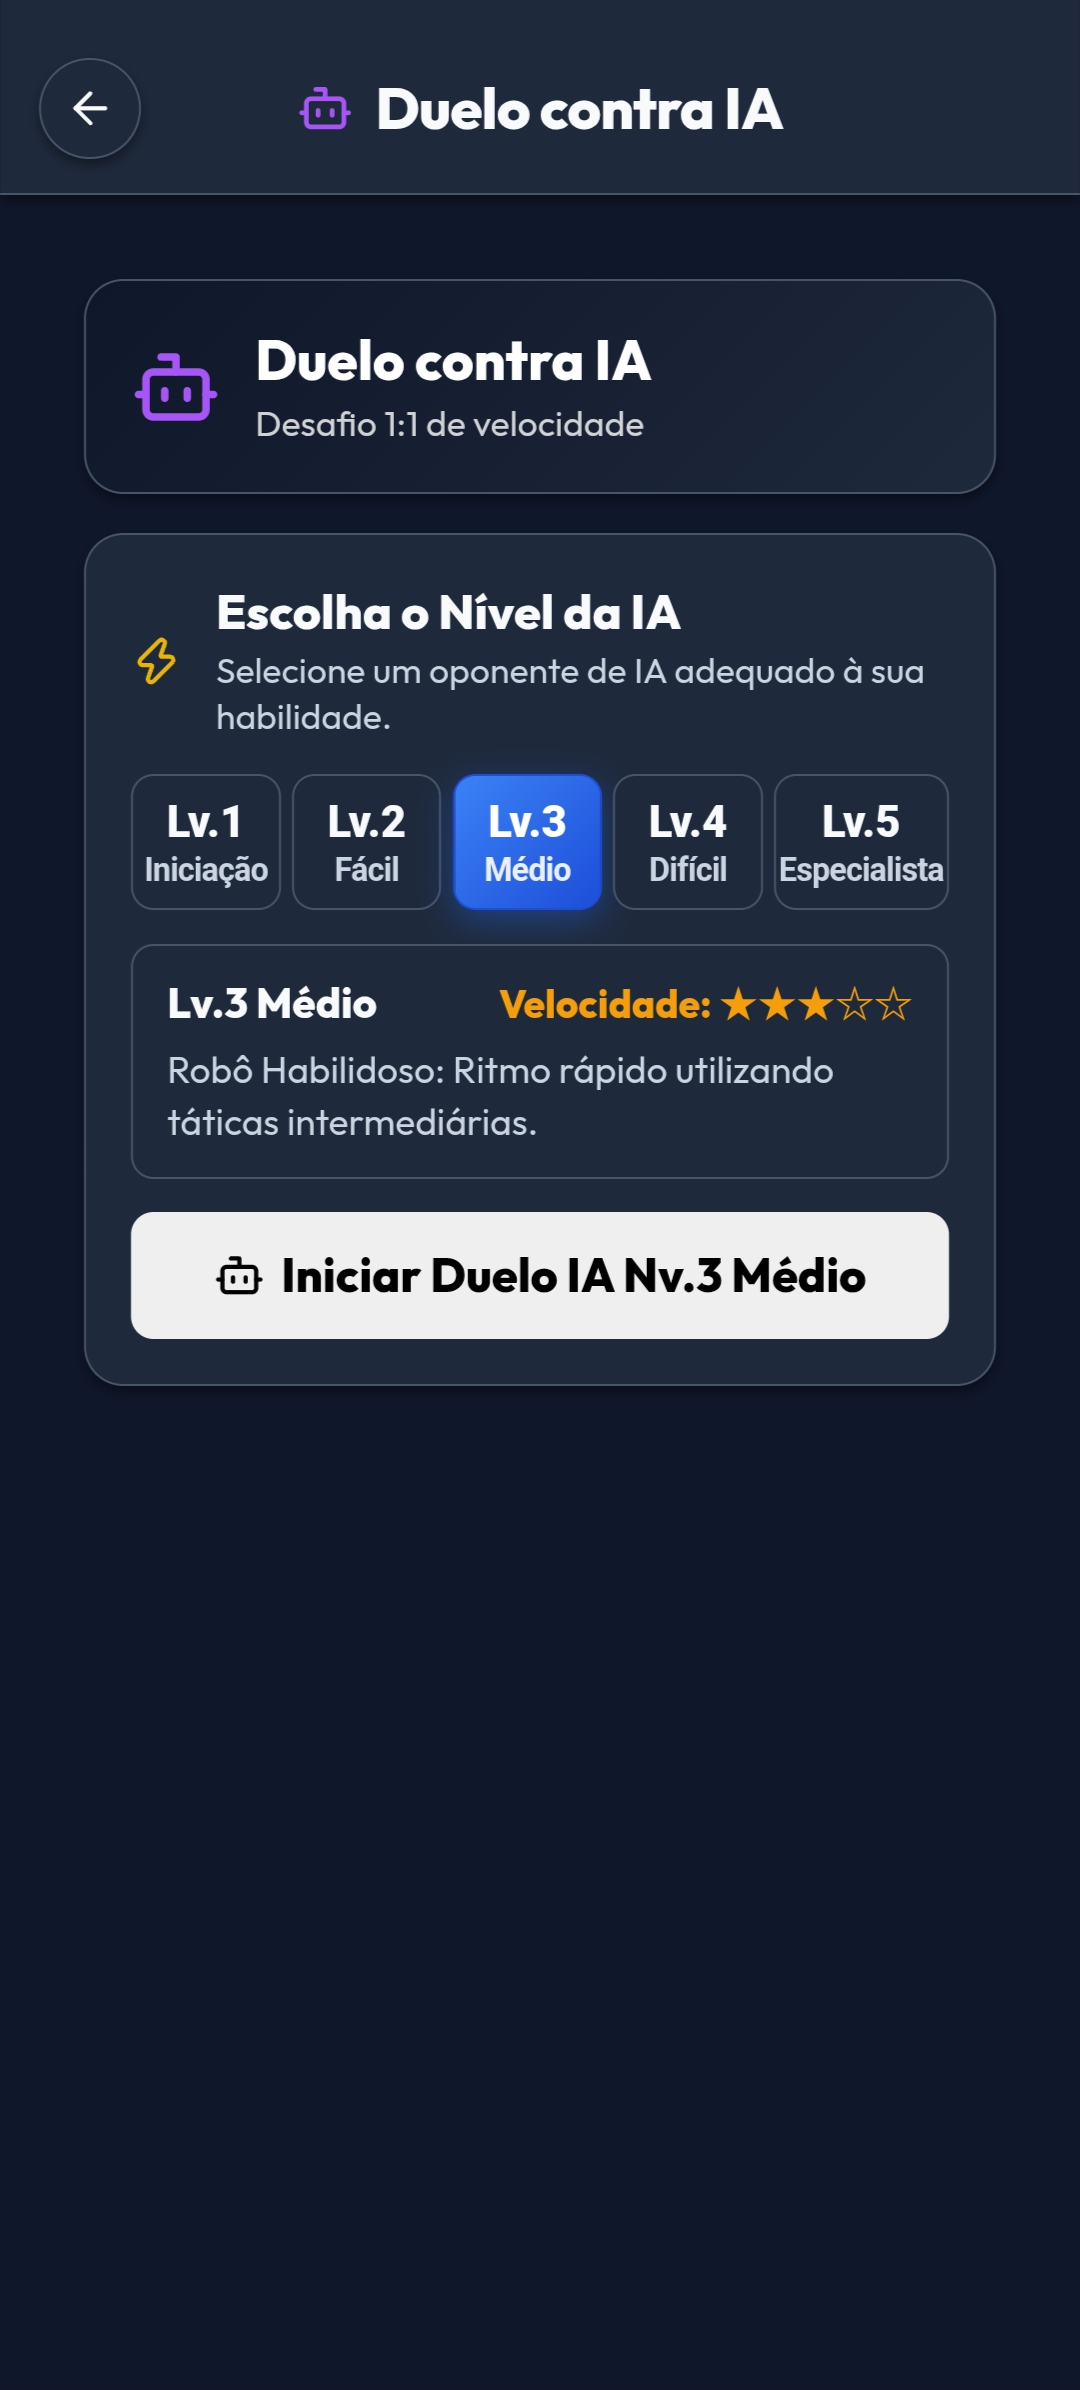 Duelo contra IA
Duelo contra IA
Desafio 1:1 de velocidade
Escolha o Nível da IA
Selecione um oponente de IA adequado à sua
habilidade.
Lv.1 Lv.2 Lv.3 Lv.4 Lv.5
Iniciação Fácil Médio Difícil Especialista
Lv.3 Médio Velocidade: ★★★☆☆
Robô Habilidoso: Ritmo rápido utilizando
táticas intermediárias.
Iniciar Duelo IA Nv.3 Médio